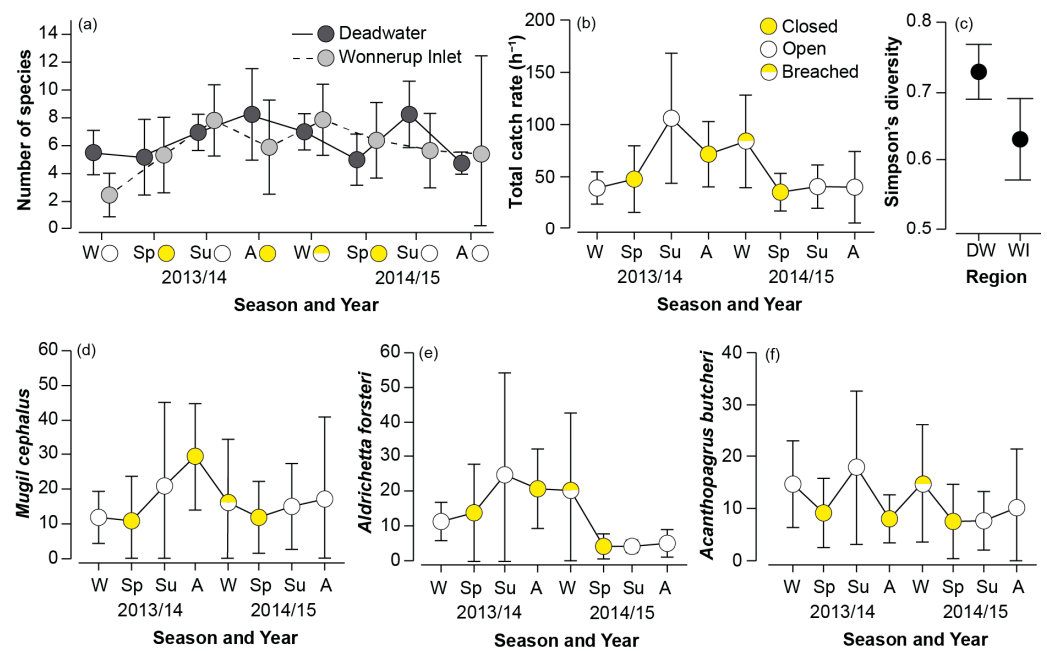 (a)
Deadwater
Wonnerup Inlet
Number of species
14
12
10
8
6
4
2
0
W Sp Su A W Sp Su A
2013/14 2014/15
Season and Year
(b)
Closed
Open
Breached
Total catch rate (h⁻¹)
200
150
100
50
0
W Sp Su A W Sp Su A
2013/14 2014/15
Season and Year
(c)
Simpson's diversity
0.8
0.7
0.6
0.5
DW WI
Region
(d)
Mugil cephalus
60
50
40
30
20
10
0
W Sp Su A W Sp Su A
2013/14 2014/15
Season and Year
(e)
Aldrichetta forsteri
60
50
40
30
20
10
0
W Sp Su A W Sp Su A
2013/14 2014/15
Season and Year
(f)
Acanthopagrus butcheri
40
30
20
10
0
W Sp Su A W Sp Su A
2013/14 2014/15
Season and Year